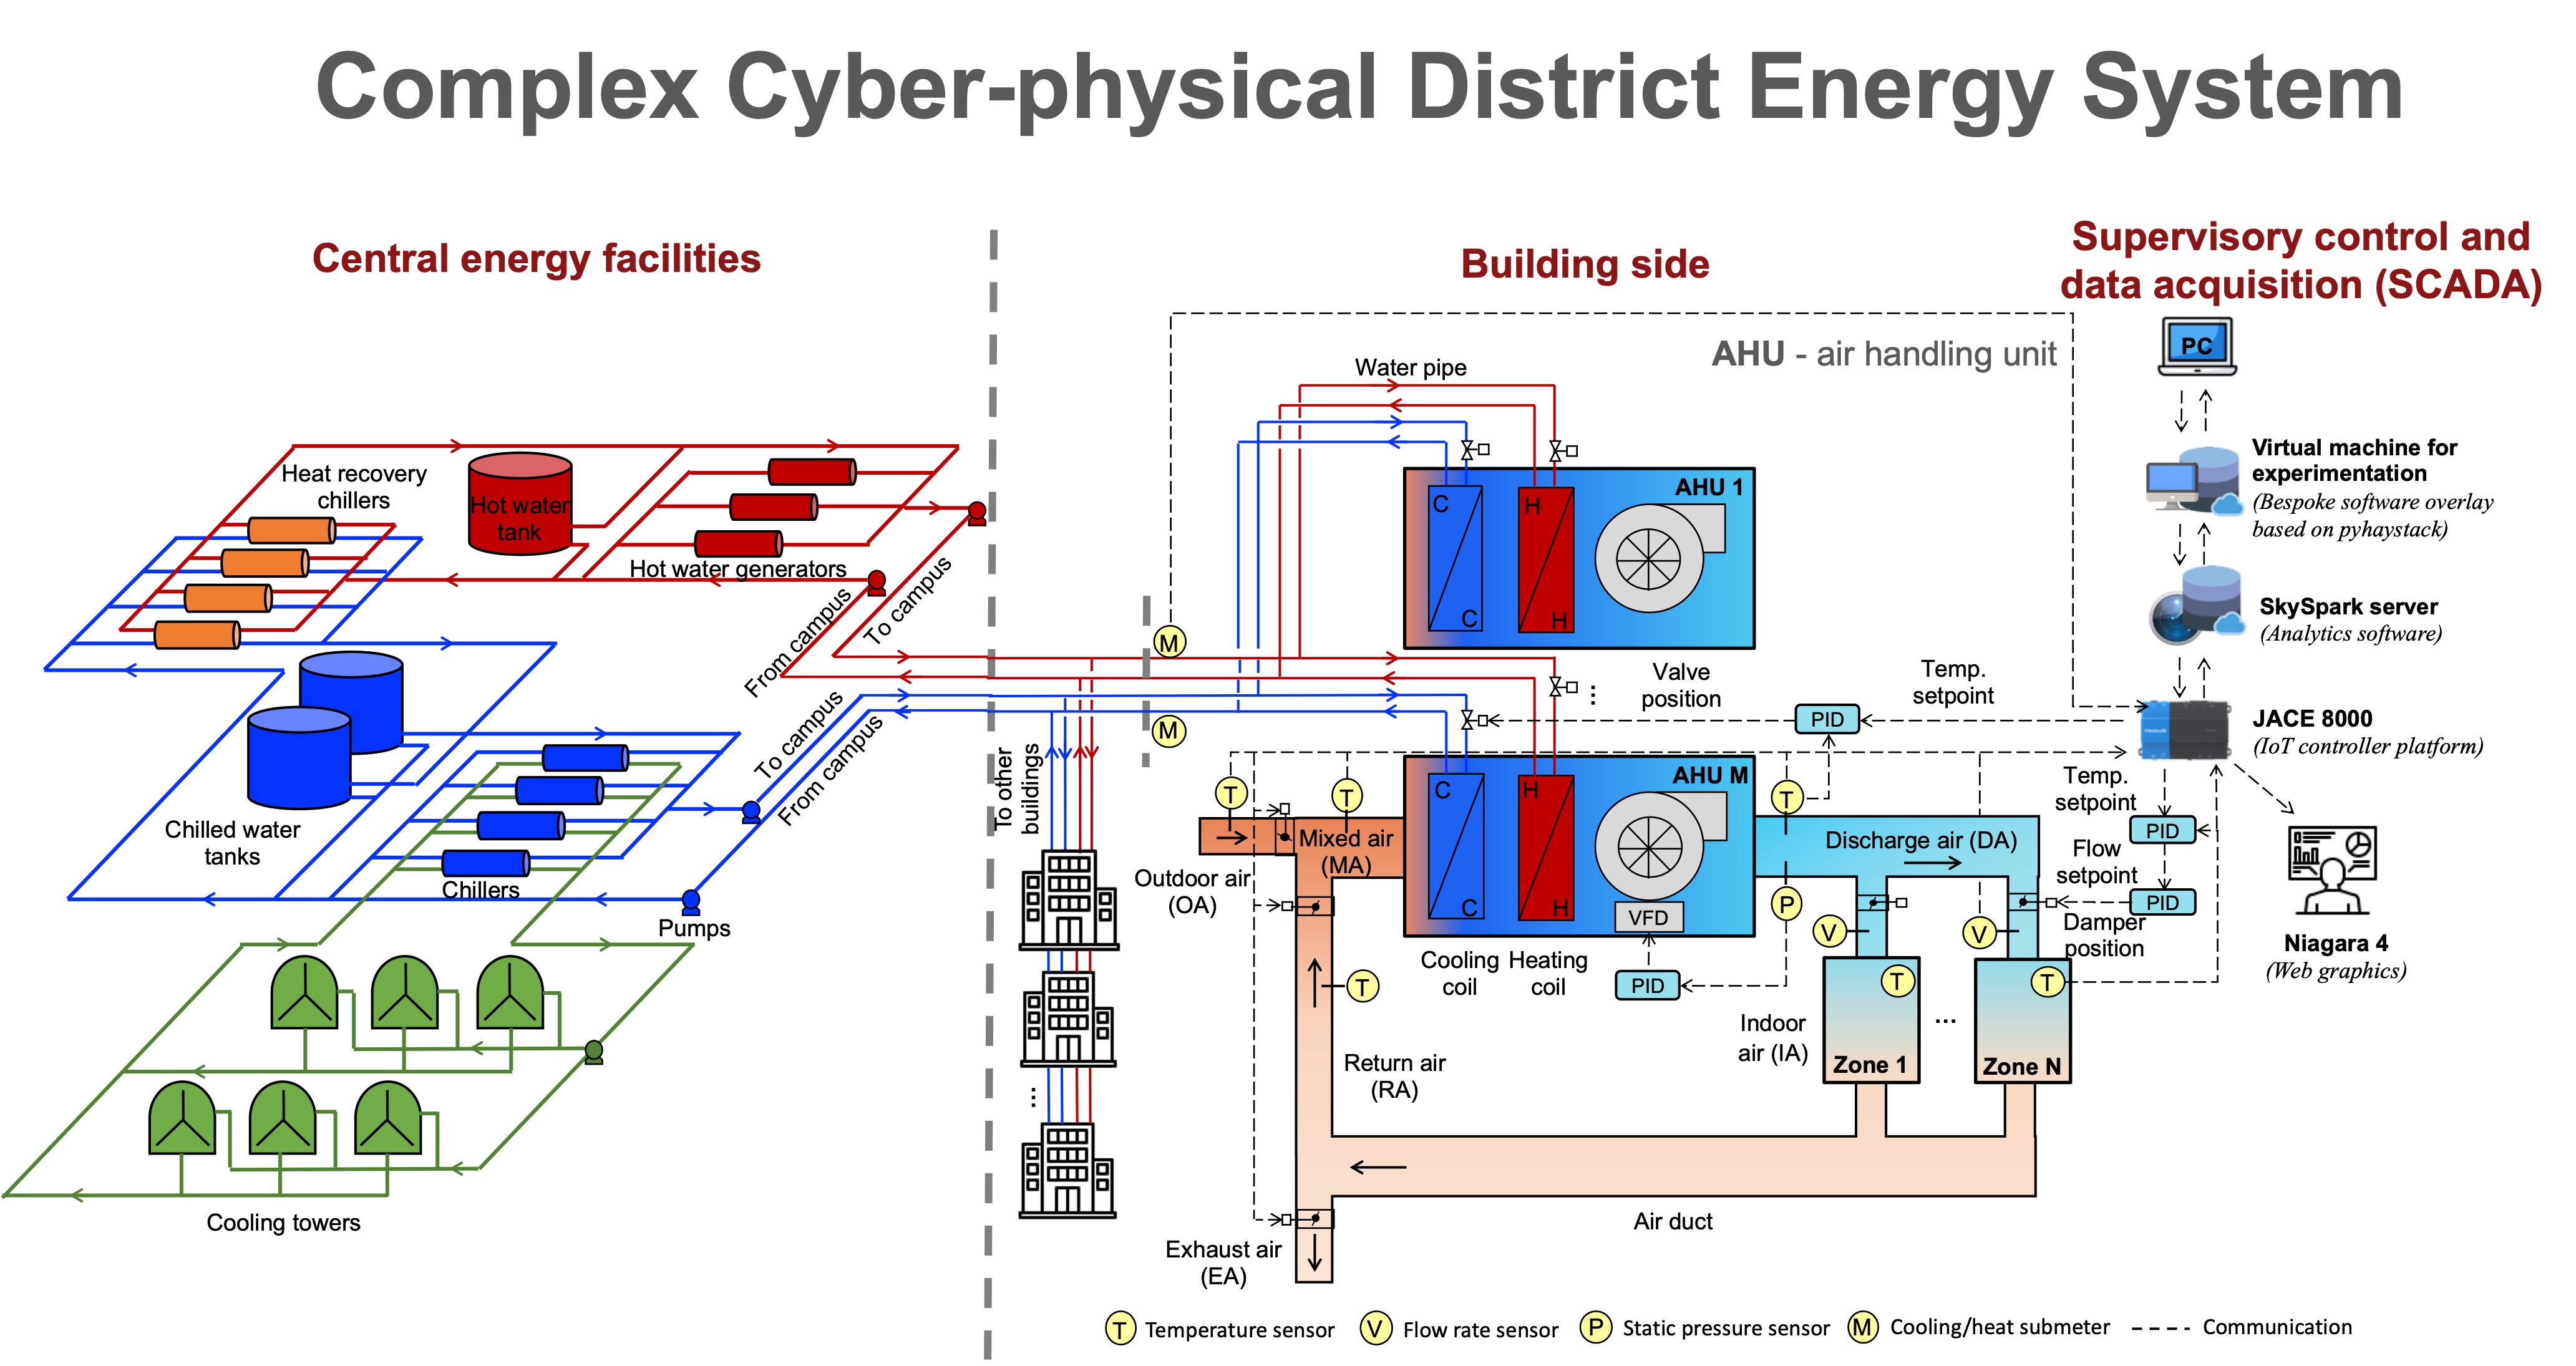 Complex Cyber-physical District Energy System
Central energy facilities
Heat recovery
chillers
Hot water
tank
Hot water generators
From campus
To campus
To campus
From campus
Chilled water
tanks
Chillers
Pumps
Cooling towers
Building side
AHU - air handling unit
Water pipe
AHU 1
C
C
H
H
M
M
Valve
position
Temp.
setpoint
PID
⋮
To other
buildings
⋮
AHU M
C
C
H
H
VFD
T
T
T
Mixed air
(MA)
Outdoor air
(OA)
Discharge air (DA)
P
V
V
Cooling
coil
Heating
coil
PID
T
T
T
Indoor
air (IA)
...
Zone 1
Zone N
Return air
(RA)
Air duct
Exhaust air
(EA)
Supervisory control and
data acquisition (SCADA)
PC
Virtual machine for
experimentation
(Bespoke software overlay
based on pyhaystack)
SkySpark server
(Analytics software)
JACE 8000
(IoT controller platform)
Temp.
setpoint
PID
Flow
setpoint
PID
Damper
position
Niagara 4
(Web graphics)
T Temperature sensor V Flow rate sensor P Static pressure sensor M Cooling/heat submeter Communication